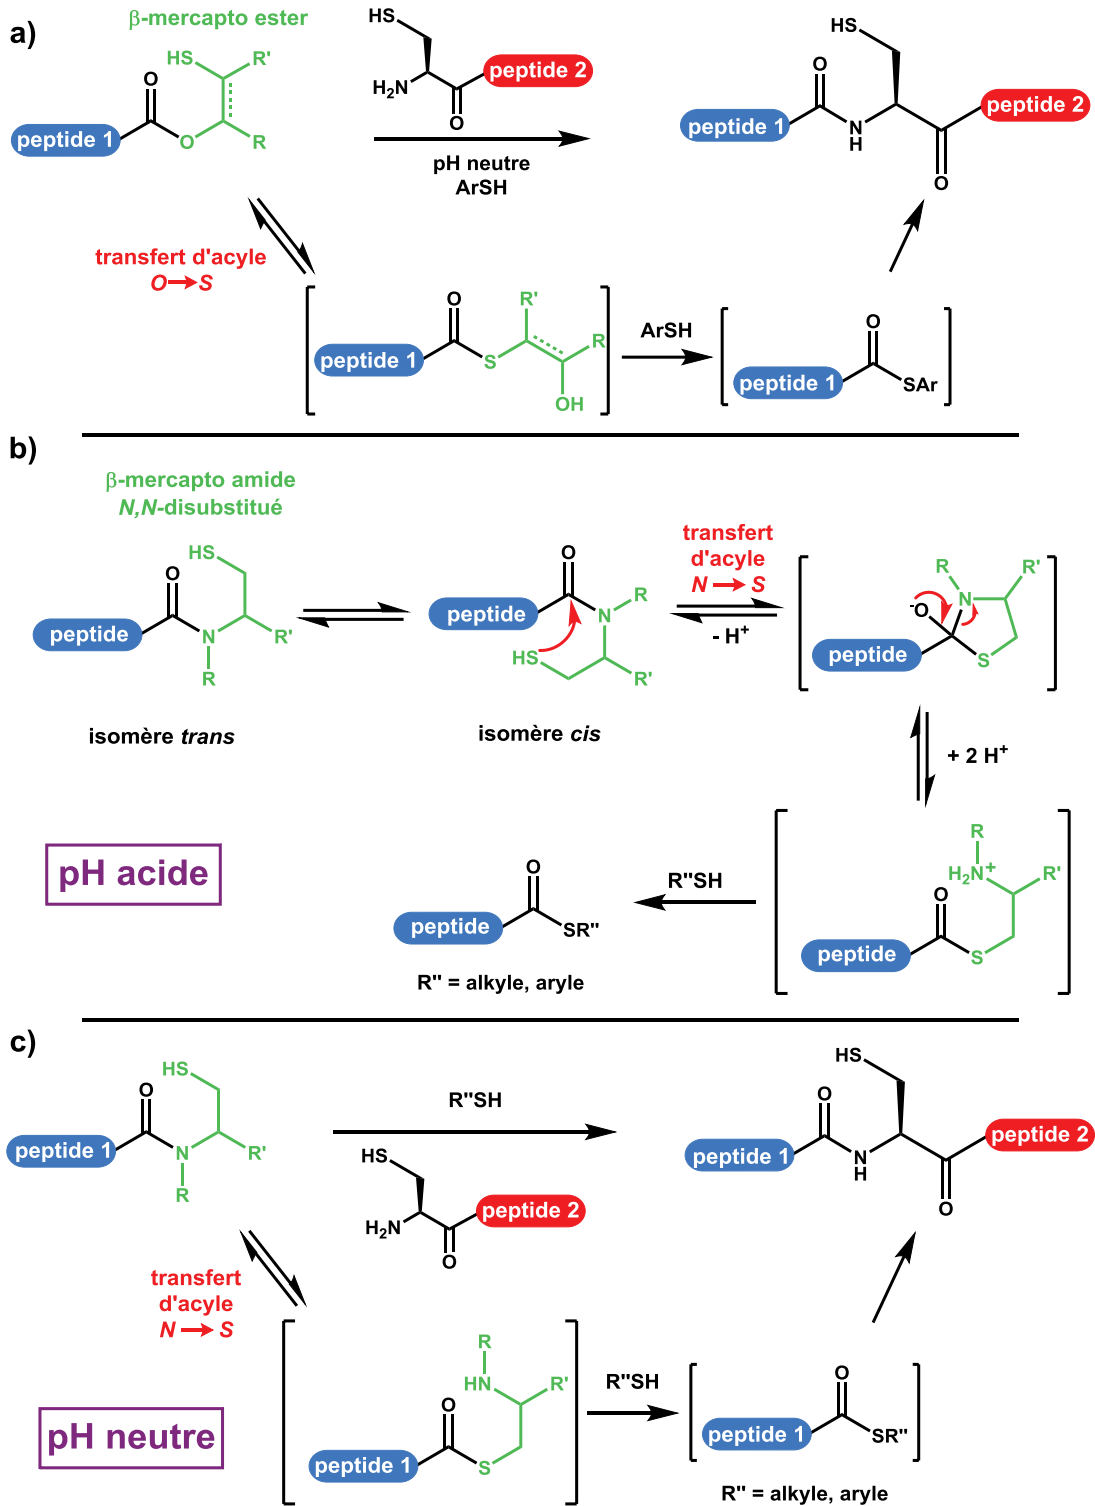 a)
β-mercapto ester
HS
R'
O
peptide 1
O
R
HS
H₂N
O
peptide 2
pH neutre
ArSH
HS
O
peptide 1
N
H
O
peptide 2
transfert d'acyle
O→S
O
R'
peptide 1
S
R
OH
ArSH
O
peptide 1
SAr
b)
β-mercapto amide
N,N-disubstitué
HS
O
peptide
N
R'
R
isomère trans
O
peptide
R
N
HS
R'
isomère cis
transfert
d'acyle
N→S
- H⁺
R
R'
N
⁻O
peptide
S
+ 2 H⁺
R
H₂N⁺
R'
O
peptide
S
R''SH
pH acide
O
peptide
SR''
R'' = alkyle, aryle
c)
HS
O
peptide 1
N
R'
R
R''SH
HS
H₂N
O
peptide 2
HS
O
peptide 1
N
H
O
peptide 2
transfert
d'acyle
N→S
pH neutre
R
HN
R'
O
peptide 1
S
R''SH
O
peptide 1
SR''
R'' = alkyle, aryle